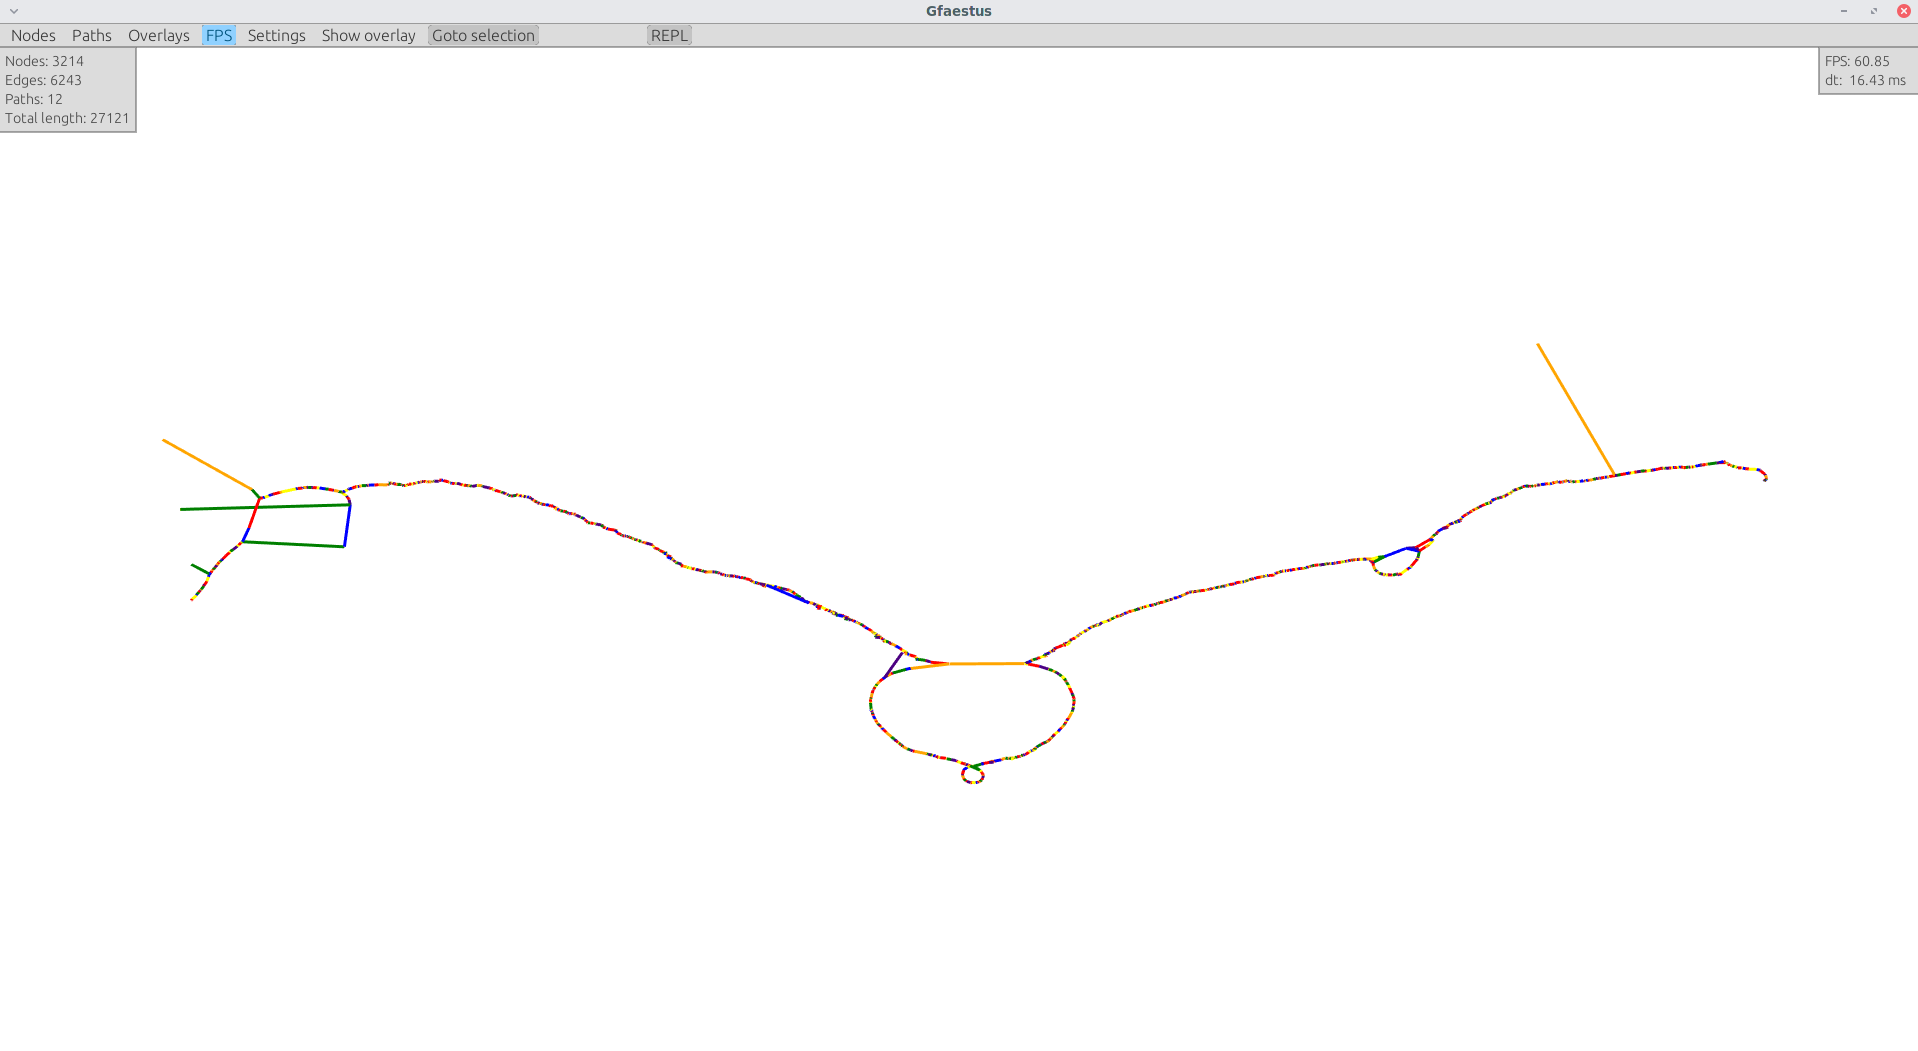 Gfaestus
Nodes Paths Overlays FPS Settings Show overlay Goto selection REPL
Nodes: 3214
Edges: 6243
Paths: 12
Total length: 27121
FPS: 60.85
dt: 16.43 ms